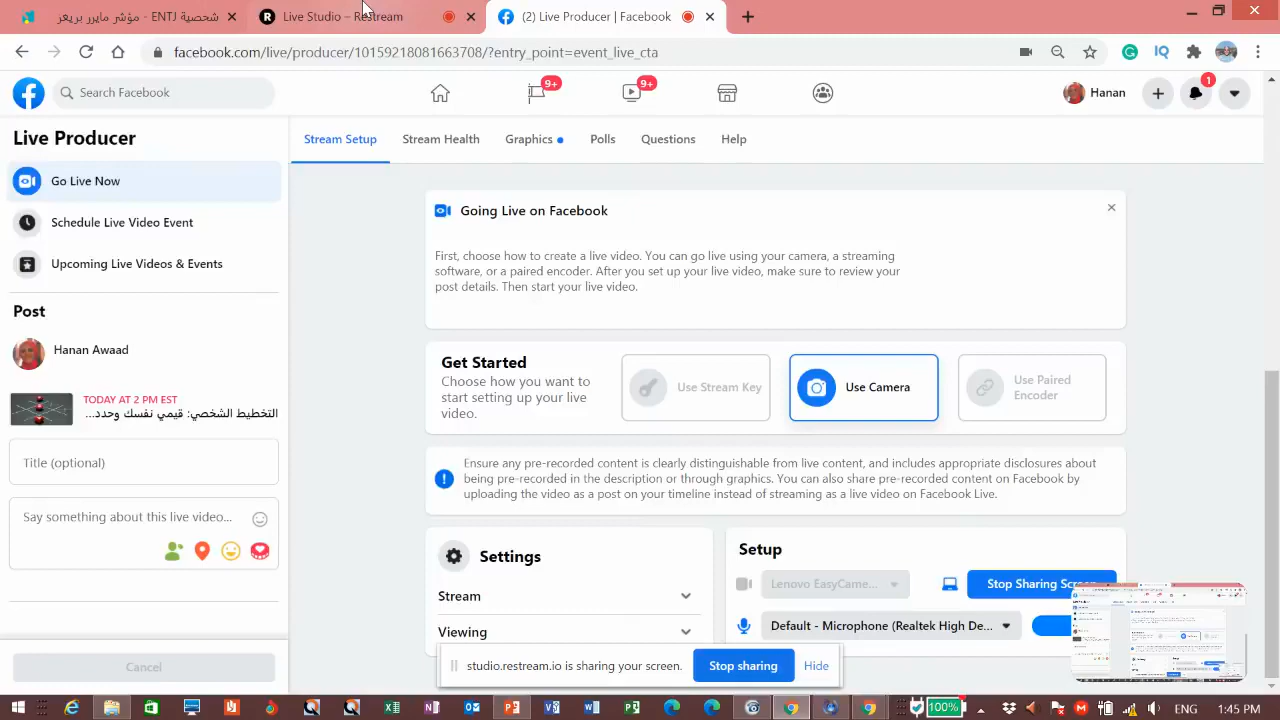 شخصية ENTJ - مؤشر مايرز بريغز
Live Studio – Restream
(2) Live Producer | Facebook
facebook.com/live/producer/10159218081663708/?entry_point=event_live_cta
Search Facebook
9+
9+
Hanan
1
Live Producer
Go Live Now
Schedule Live Video Event
Upcoming Live Videos & Events
Post
Hanan Awaad
TODAY AT 2 PM EST
التخطيط الشخصي: قيمي نفسك وحدد...
Title (optional)
Say something about this live video...
Cancel
Stream Setup
Stream Health
Graphics
Polls
Questions
Help
Going Live on Facebook
First, choose how to create a live video. You can go live using your camera, a streaming
software, or a paired encoder. After you set up your live video, make sure to review your
post details. Then start your live video.
Get Started
Choose how you want to
start setting up your live
video.
Use Stream Key
Use Camera
Use Paired
Encoder
Ensure any pre-recorded content is clearly distinguishable from live content, and includes appropriate disclosures about
being pre-recorded in the description or through graphics. You can also share pre-recorded content on Facebook by
uploading the video as a post on your timeline instead of streaming as a live video on Facebook Live.
Settings
Setup
Lenovo EasyCame...
Stop Sharing Scre
Default - Microphone (Realtek High De...
is sharing your screen.
Stop sharing
Hide
100%
ENG
1:45 PM